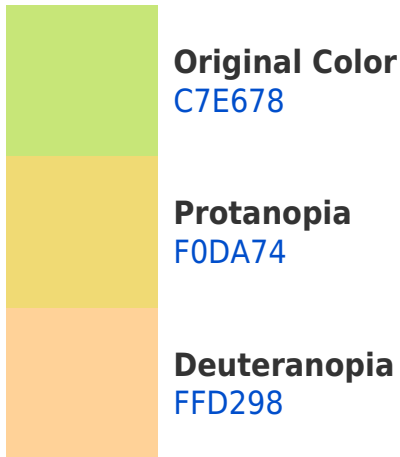 Original Color
C7E678
Protanopia
F0DA74
Deuteranopia
FFD298